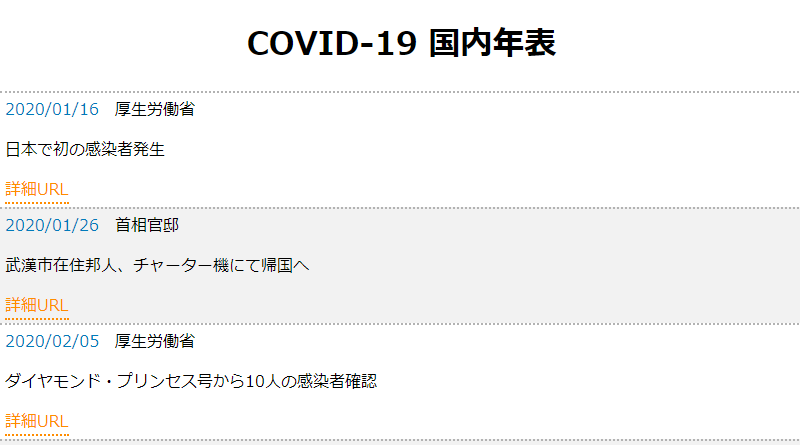 COVID-19 国内年表
2020/01/16 厚生労働省
日本で初の感染者発生
詳細URL
2020/01/26 首相官邸
武漢市在住邦人、チャーター機にて帰国へ
詳細URL
2020/02/05 厚生労働省
ダイヤモンド・プリンセス号から10人の感染者確認
詳細URL